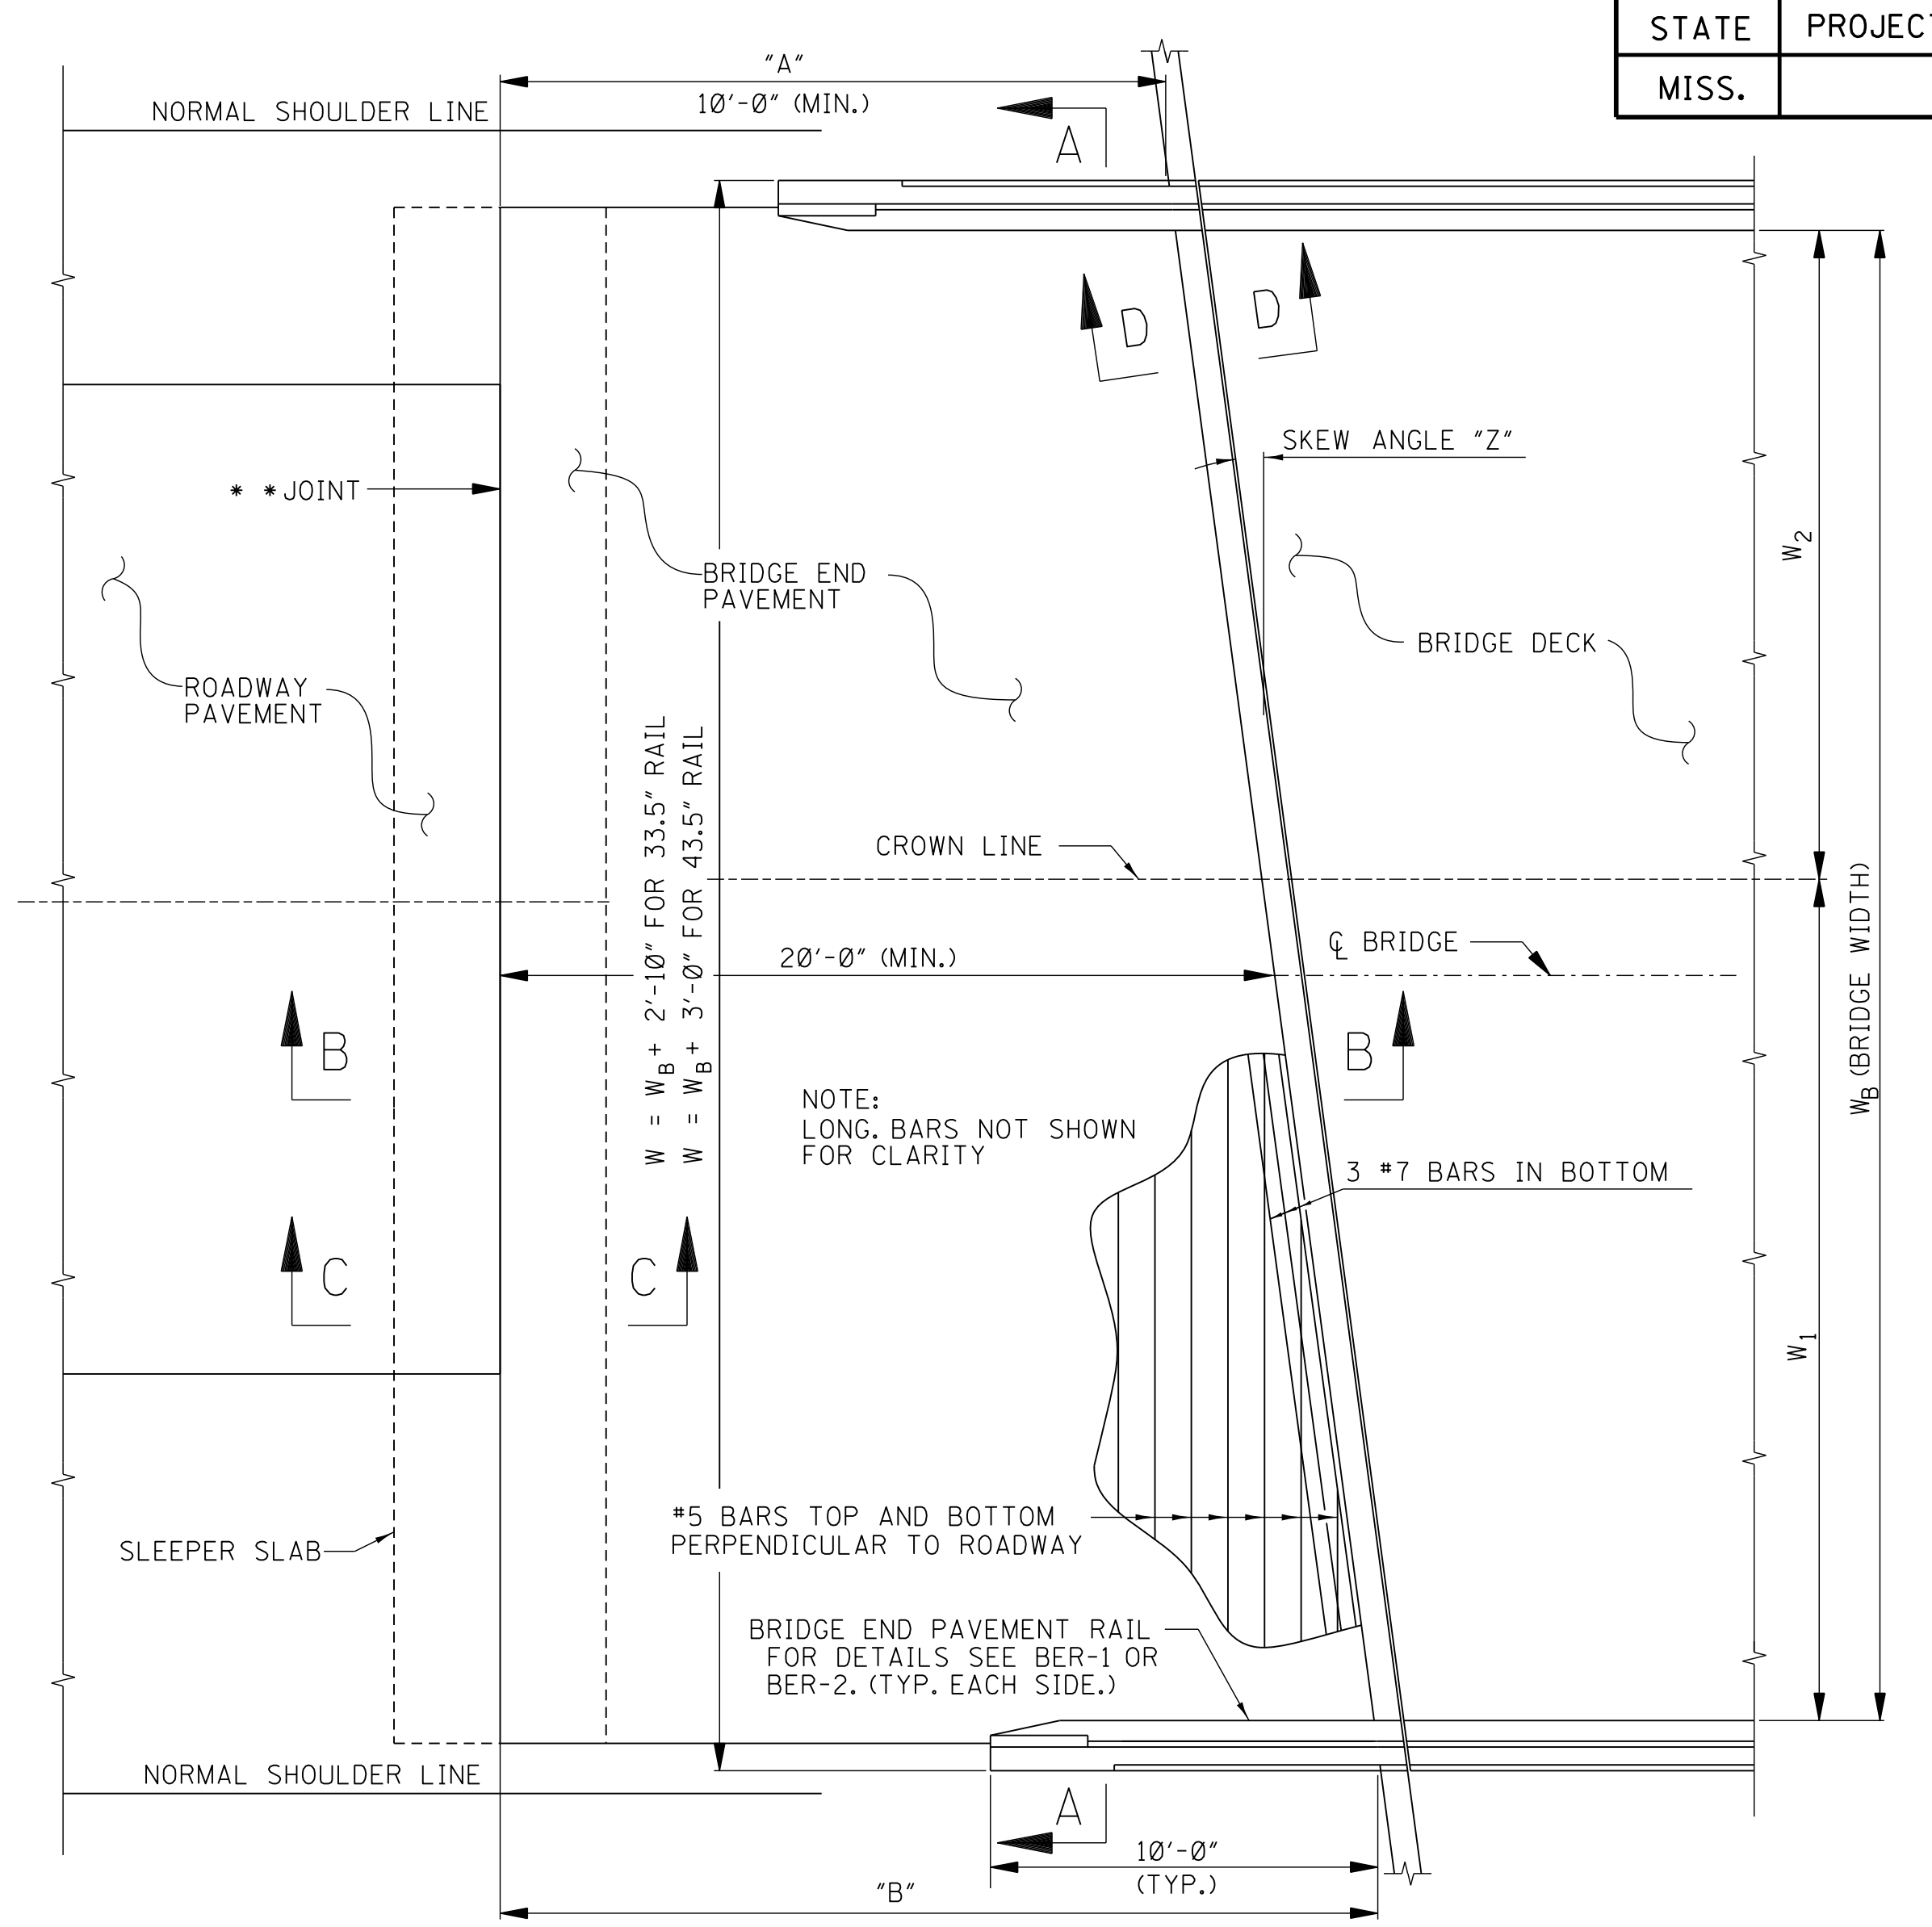 STATE
PROJEC
MISS.
"A"
10'-0" (MIN.)
NORMAL SHOULDER LINE
A
D
D
SKEW ANGLE "Z"
* *JOINT
W2
BRIDGE END
PAVEMENT
BRIDGE DECK
ROADWAY
PAVEMENT
W = WB + 2'-10" FOR 33.5" RAIL
W = WB + 3'-0" FOR 43.5" RAIL
CROWN LINE
20'-0" (MIN.)
℄ BRIDGE
WB (BRIDGE WIDTH)
B
B
NOTE:
LONG. BARS NOT SHOWN
FOR CLARITY
3 #7 BARS IN BOTTOM
C
C
W1
#5 BARS TOP AND BOTTOM
PERPENDICULAR TO ROADWAY
SLEEPER SLAB
BRIDGE END PAVEMENT RAIL
FOR DETAILS SEE BER-1 OR
BER-2. (TYP. EACH SIDE.)
NORMAL SHOULDER LINE
A
10'-0"
(TYP.)
"B"